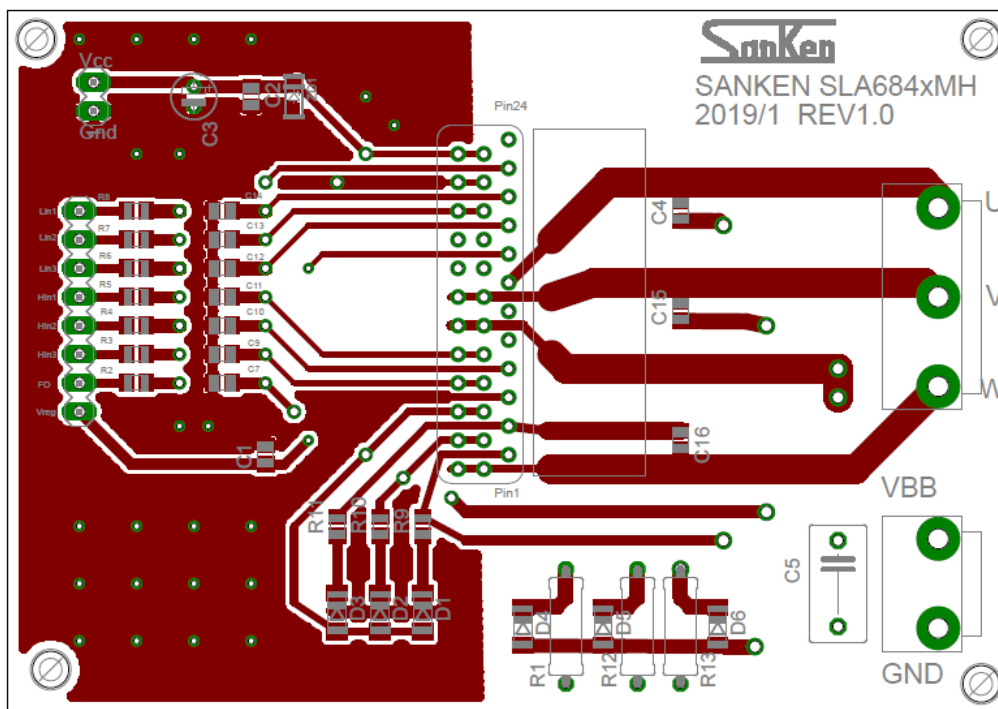 SanKen
SANKEN SLA684xMH
2019/1 REV1.0
Vcc
Gnd
C3
C2
Pin24
Lin1
R8
C14
Lin2
R7
C13
Lin3
R6
C12
Hin1
R5
C11
Hin2
R4
C10
Hin3
R3
C9
FO
R2
C7
Vreg
C1
C4
U
C15
V
W
C16
Pin1
VBB
R11
R10
R9
C5
D3
D2
D1
D4
D5
D6
R1
R12
R13
GND